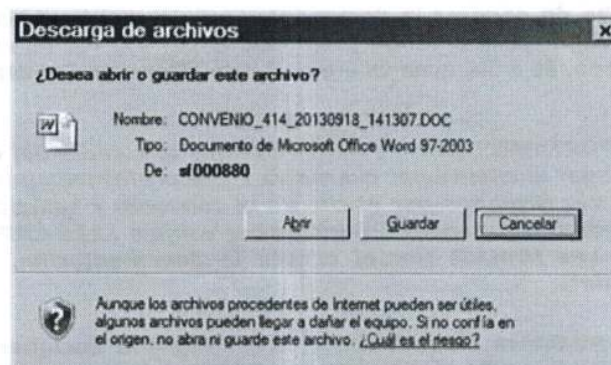 Descarga de archivos
¿Desea abrir o guardar este archivo?
Nombre: CONVENIO_414_20130918_141307.DOC
Tipo: Documento de Microsoft Office Word 97-2003
De: sl000880
Abrir Guardar Cancelar
Aunque los archivos procedentes de Internet pueden ser útiles,
algunos archivos pueden llegar a dañar el equipo. Si no confía en
el origen, no abra ni guarde este archivo. ¿Cuál es el riesgo?